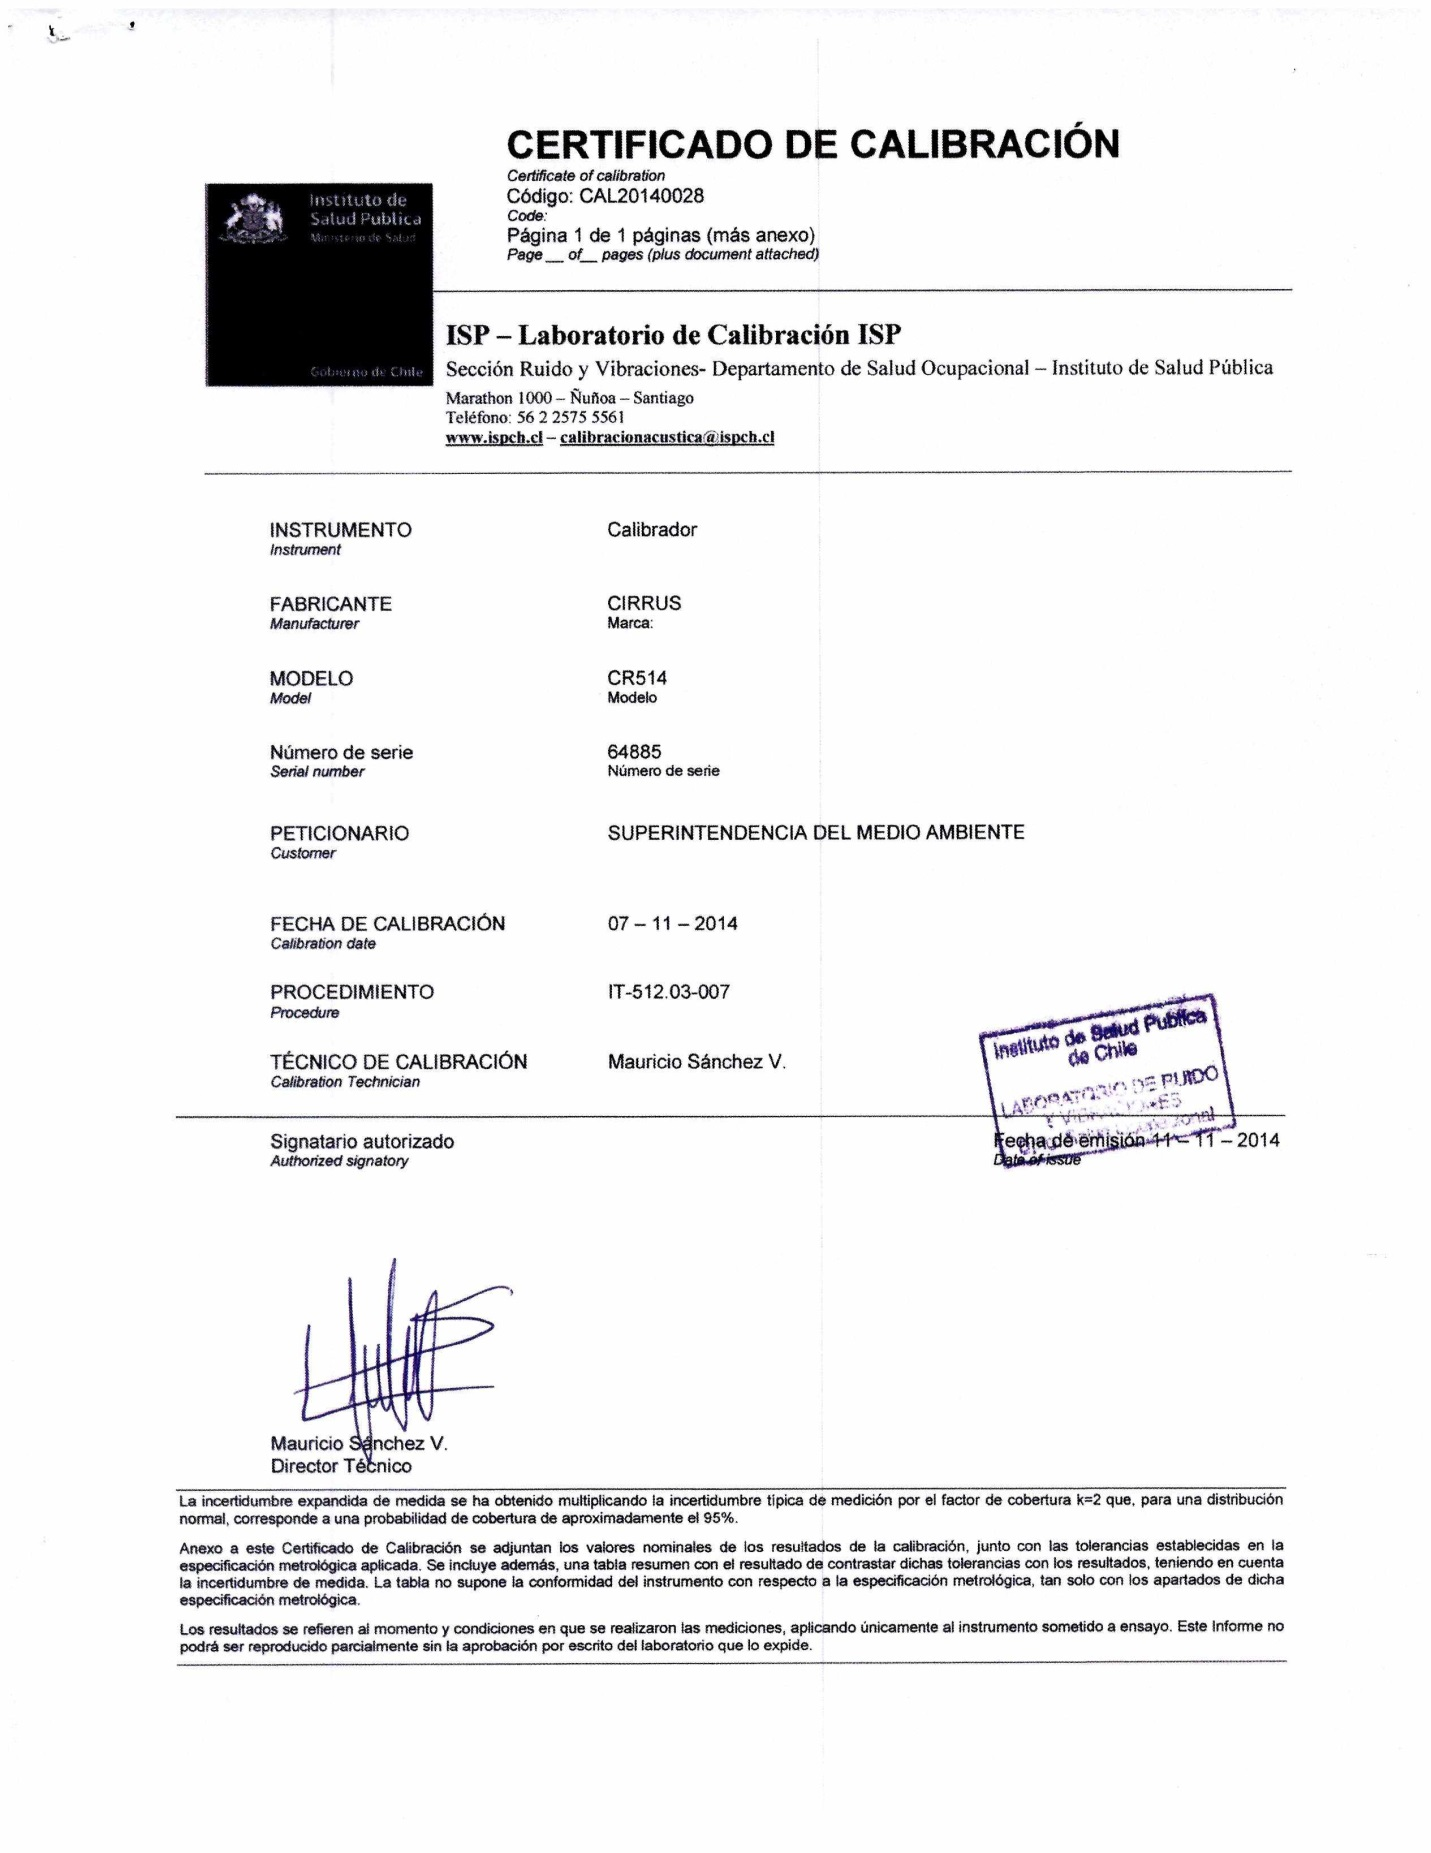 CERTIFICADO DE CALIBRACIÓN
Certificate of calibration
Código: CAL20140028
Code:
Página 1 de 1 páginas (más anexo)
Page __ of__ pages (plus document attached)
Instituto de
Salud Publica
Ministerio de Salud
Gobierno de Chile
ISP – Laboratorio de Calibración ISP
Sección Ruido y Vibraciones- Departamento de Salud Ocupacional – Instituto de Salud Pública
Marathon 1000 – Ñuñoa – Santiago
Teléfono: 56 2 2575 5561
www.ispch.cl – calibracionacustica@ispch.cl
INSTRUMENTO Calibrador
Instrument
FABRICANTE CIRRUS
Manufacturer Marca:
MODELO CR514
Model Modelo
Número de serie 64885
Serial number Número de serie
PETICIONARIO SUPERINTENDENCIA DEL MEDIO AMBIENTE
Customer
FECHA DE CALIBRACIÓN 07 – 11 – 2014
Calibration date
PROCEDIMIENTO IT-512.03-007
Procedure
Instituto de Salud Publica
de Chile
TÉCNICO DE CALIBRACIÓN Mauricio Sánchez V.
Calibration Technician
LABORATORIO DE RUIDO
Y VIBRACIONES
Signatario autorizado Fecha de emisión 11 – 11 – 2014
Authorized signatory Date of issue
Mauricio Sánchez V.
Director Técnico
La incertidumbre expandida de medida se ha obtenido multiplicando la incertidumbre típica de medición por el factor de cobertura k=2 que, para una distribución
normal, corresponde a una probabilidad de cobertura de aproximadamente el 95%.
Anexo a este Certificado de Calibración se adjuntan los valores nominales de los resultados de la calibración, junto con las tolerancias establecidas en la
especificación metrológica aplicada. Se incluye además, una tabla resumen con el resultado de contrastar dichas tolerancias con los resultados, teniendo en cuenta
la incertidumbre de medida. La tabla no supone la conformidad del instrumento con respecto a la especificación metrológica, tan solo con los apartados de dicha
especificación metrológica.
Los resultados se refieren al momento y condiciones en que se realizaron las mediciones, aplicando únicamente al instrumento sometido a ensayo. Este Informe no
podrá ser reproducido parcialmente sin la aprobación por escrito del laboratorio que lo expide.